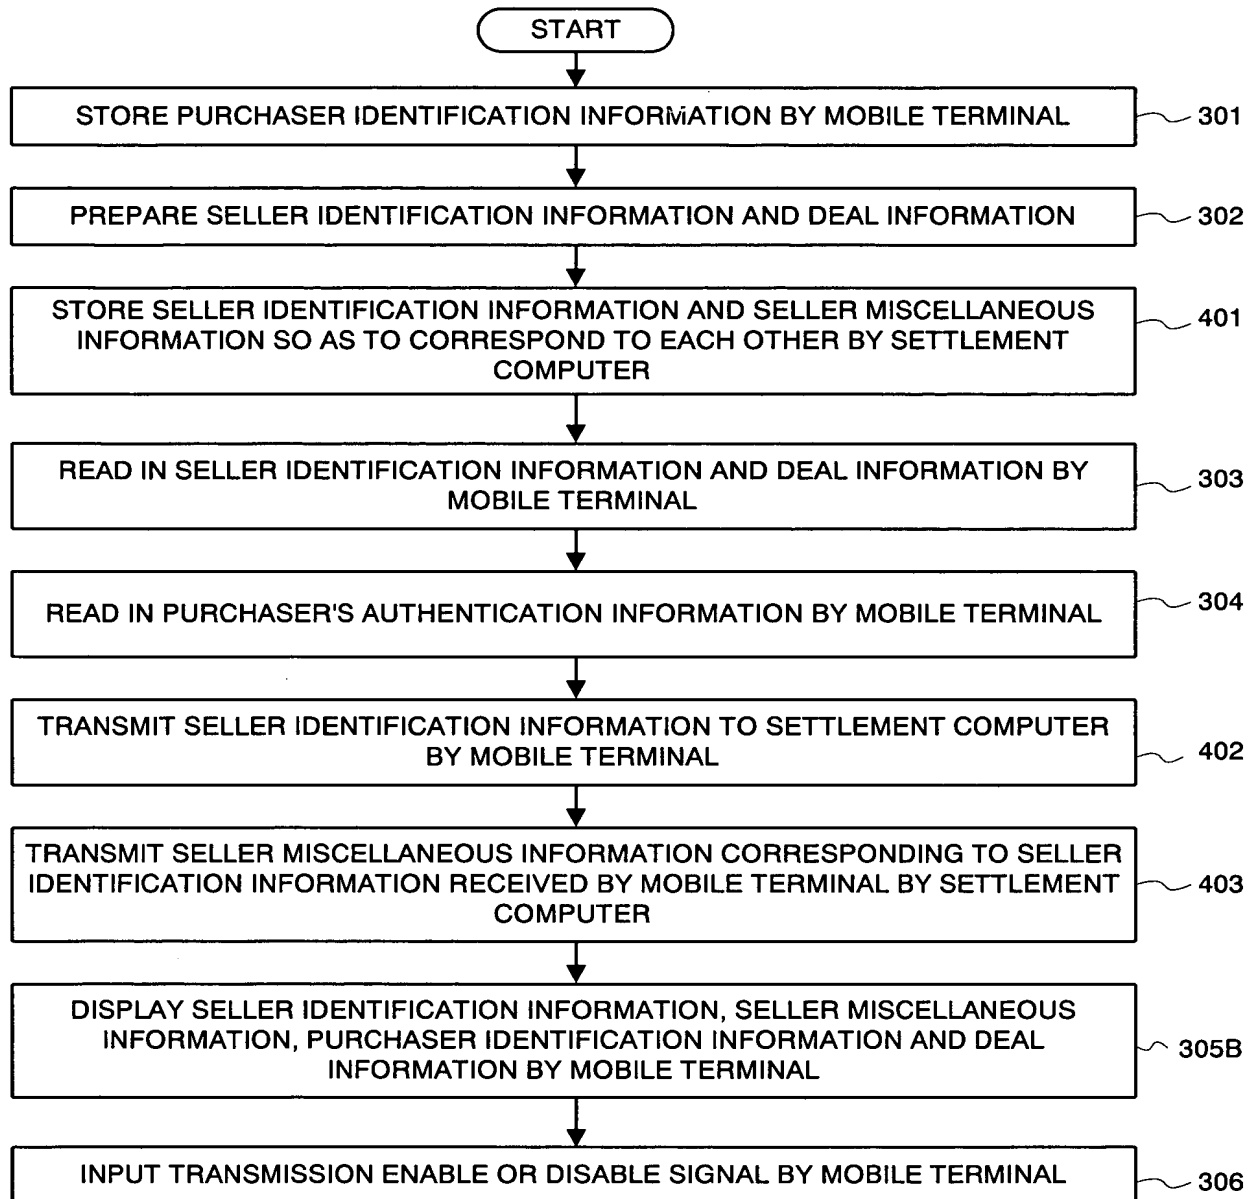 START
STORE PURCHASER IDENTIFICATION INFORMATION BY MOBILE TERMINAL
301
PREPARE SELLER IDENTIFICATION INFORMATION AND DEAL INFORMATION
302
STORE SELLER IDENTIFICATION INFORMATION AND SELLER MISCELLANEOUS
INFORMATION SO AS TO CORRESPOND TO EACH OTHER BY SETTLEMENT
COMPUTER
401
READ IN SELLER IDENTIFICATION INFORMATION AND DEAL INFORMATION BY
MOBILE TERMINAL
303
READ IN PURCHASER'S AUTHENTICATION INFORMATION BY MOBILE TERMINAL
304
TRANSMIT SELLER IDENTIFICATION INFORMATION TO SETTLEMENT COMPUTER
BY MOBILE TERMINAL
402
TRANSMIT SELLER MISCELLANEOUS INFORMATION CORRESPONDING TO SELLER
IDENTIFICATION INFORMATION RECEIVED BY MOBILE TERMINAL BY SETTLEMENT
COMPUTER
403
DISPLAY SELLER IDENTIFICATION INFORMATION, SELLER MISCELLANEOUS
INFORMATION, PURCHASER IDENTIFICATION INFORMATION AND DEAL
INFORMATION BY MOBILE TERMINAL
305B
INPUT TRANSMISSION ENABLE OR DISABLE SIGNAL BY MOBILE TERMINAL
306